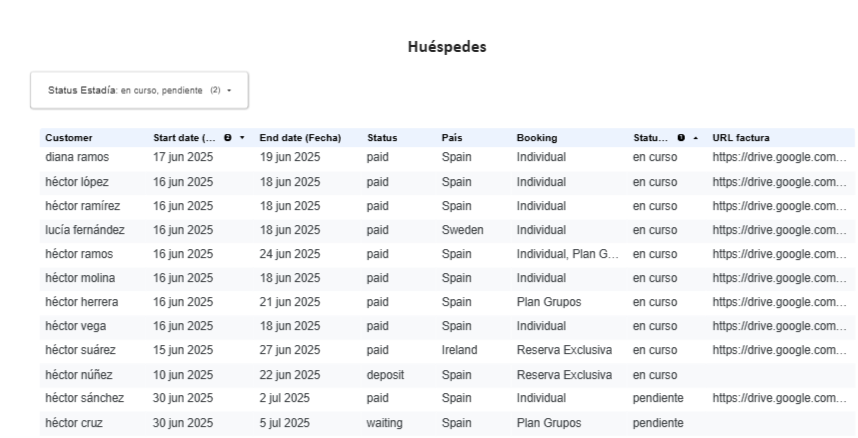 Huéspedes
Status Estadía: en curso, pendiente (2)
Customer Start date (... End date (Fecha) Status País Booking Statu... URL factura
diana ramos 17 jun 2025 19 jun 2025 paid Spain Individual en curso https://drive.google.com...
héctor lópez 16 jun 2025 18 jun 2025 paid Spain Individual en curso https://drive.google.com...
héctor ramírez 16 jun 2025 18 jun 2025 paid Spain Individual en curso https://drive.google.com...
lucía fernández 16 jun 2025 18 jun 2025 paid Sweden Individual en curso https://drive.google.com...
héctor ramos 16 jun 2025 24 jun 2025 paid Spain Individual, Plan G... en curso https://drive.google.com...
héctor molina 16 jun 2025 18 jun 2025 paid Spain Individual en curso https://drive.google.com...
héctor herrera 16 jun 2025 21 jun 2025 paid Spain Plan Grupos en curso https://drive.google.com...
héctor vega 16 jun 2025 18 jun 2025 paid Spain Individual en curso https://drive.google.com...
héctor suárez 15 jun 2025 27 jun 2025 paid Ireland Reserva Exclusiva en curso https://drive.google.com...
héctor núñez 10 jun 2025 22 jun 2025 deposit Spain Reserva Exclusiva en curso
héctor sánchez 30 jun 2025 2 jul 2025 paid Spain Individual pendiente https://drive.google.com...
héctor cruz 30 jun 2025 5 jul 2025 waiting Spain Plan Grupos pendiente